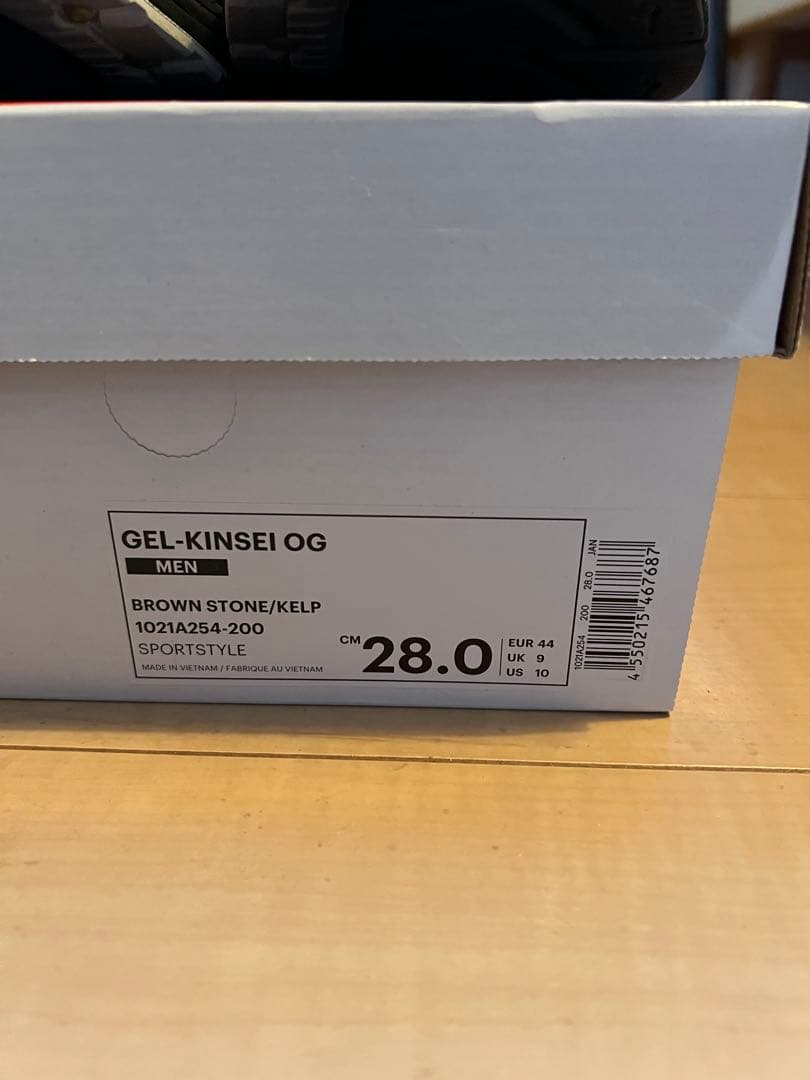 GEL-KINSEI OG
MEN
BROWN STONE/KELP
1021A254-200
SPORTSTYLE
MADE IN VIETNAM / FABRIQUE AU VIETNAM
CM 28.0
EUR 44
UK 9
US 10
1021A254 200 28.0 JAN
4 550215 467687